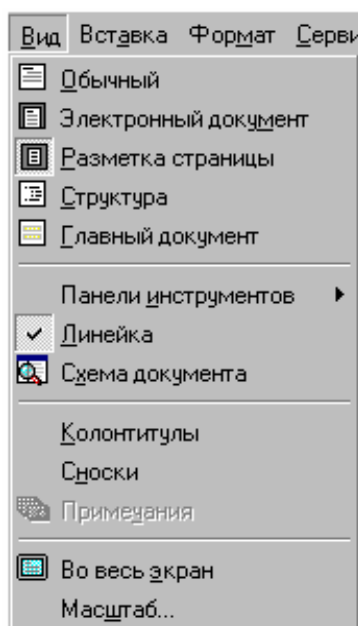 Вид Вставка Формат Серви
Обычный
Электронный документ
Разметка страницы
Структура
Главный документ
Панели инструментов
Линейка
Схема документа
Колонтитулы
Сноски
Примечания
Во весь экран
Масштаб...